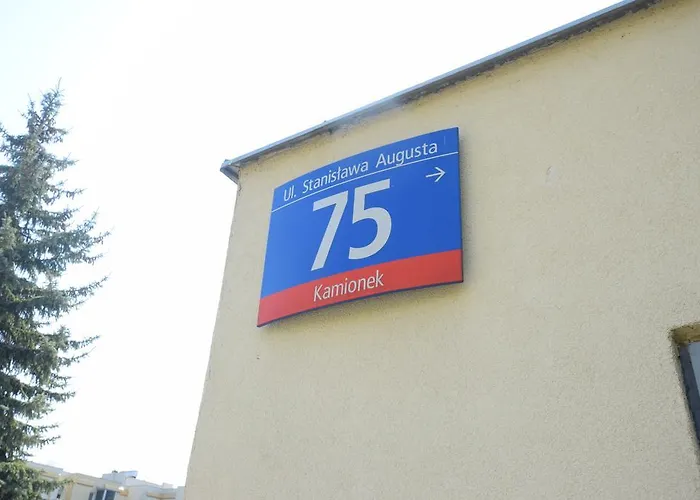 Ul. Stanisława Augusta
75 →
Kamionek